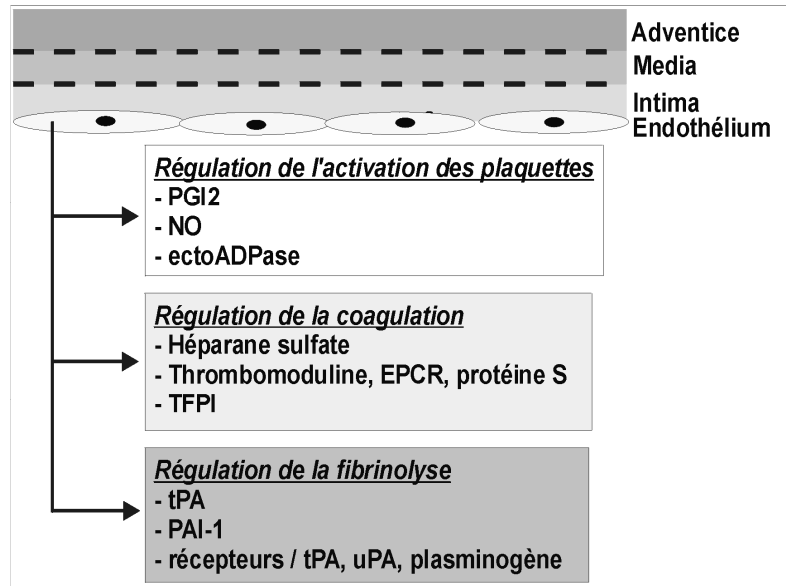 Adventice
Media
Intima
Endothélium
Régulation de l'activation des plaquettes
- PGI2
- NO
- ectoADPase
Régulation de la coagulation
- Héparane sulfate
- Thrombomoduline, EPCR, protéine S
- TFPI
Régulation de la fibrinolyse
- tPA
- PAI-1
- récepteurs / tPA, uPA, plasminogène